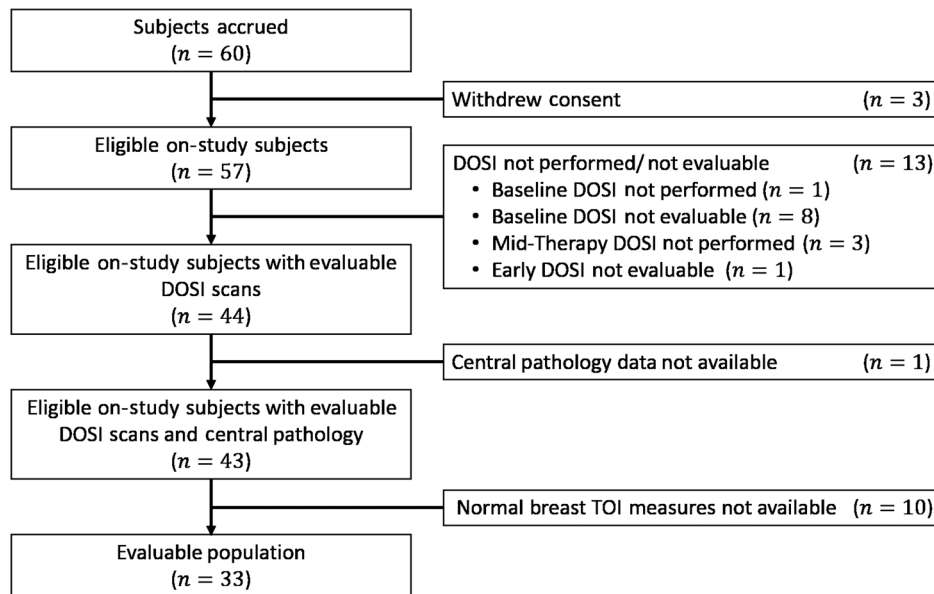 Subjects accrued
(n = 60)
Withdrew consent (n = 3)
Eligible on-study subjects
(n = 57)
DOSI not performed/ not evaluable (n = 13)
• Baseline DOSI not performed (n = 1)
• Baseline DOSI not evaluable (n = 8)
• Mid-Therapy DOSI not performed (n = 3)
• Early DOSI not evaluable (n = 1)
Eligible on-study subjects with evaluable
DOSI scans
(n = 44)
Central pathology data not available (n = 1)
Eligible on-study subjects with evaluable
DOSI scans and central pathology
(n = 43)
Normal breast TOI measures not available (n = 10)
Evaluable population
(n = 33)